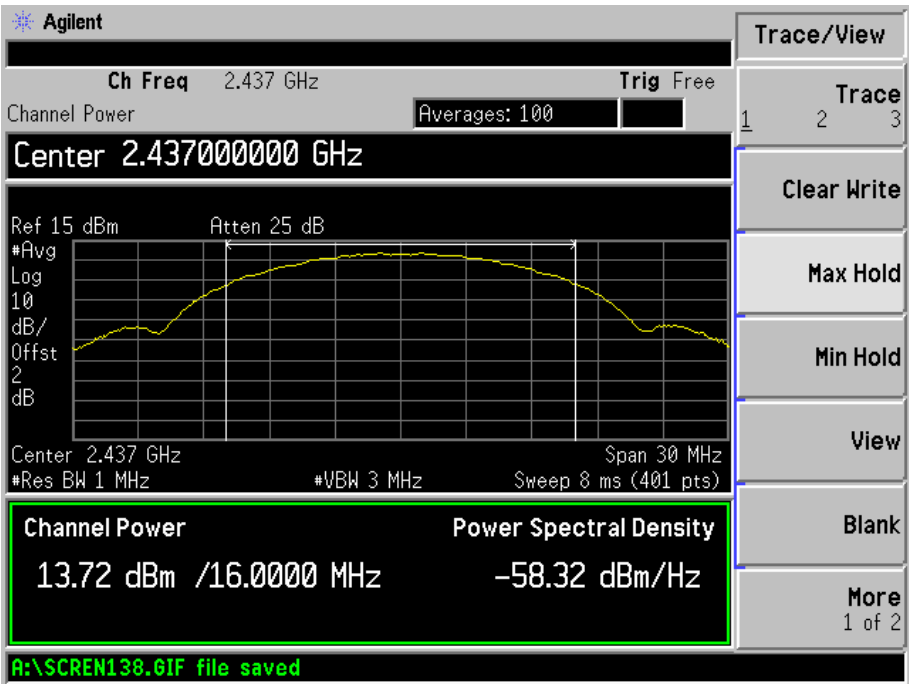 Agilent
Trace/View
Ch Freq 2.437 GHz Trig Free
Channel Power Averages: 100
Trace
1 2 3
Center 2.437000000 GHz
Clear Write
Ref 15 dBm Atten 25 dB
#Avg
Log
10
dB/
Offst
2
dB
Max Hold
Min Hold
View
Center 2.437 GHz Span 30 MHz
#Res BW 1 MHz #VBW 3 MHz Sweep 8 ms (401 pts)
Channel Power Power Spectral Density
13.72 dBm /16.0000 MHz -58.32 dBm/Hz
Blank
More
1 of 2
A:\SCREN138.GIF file saved